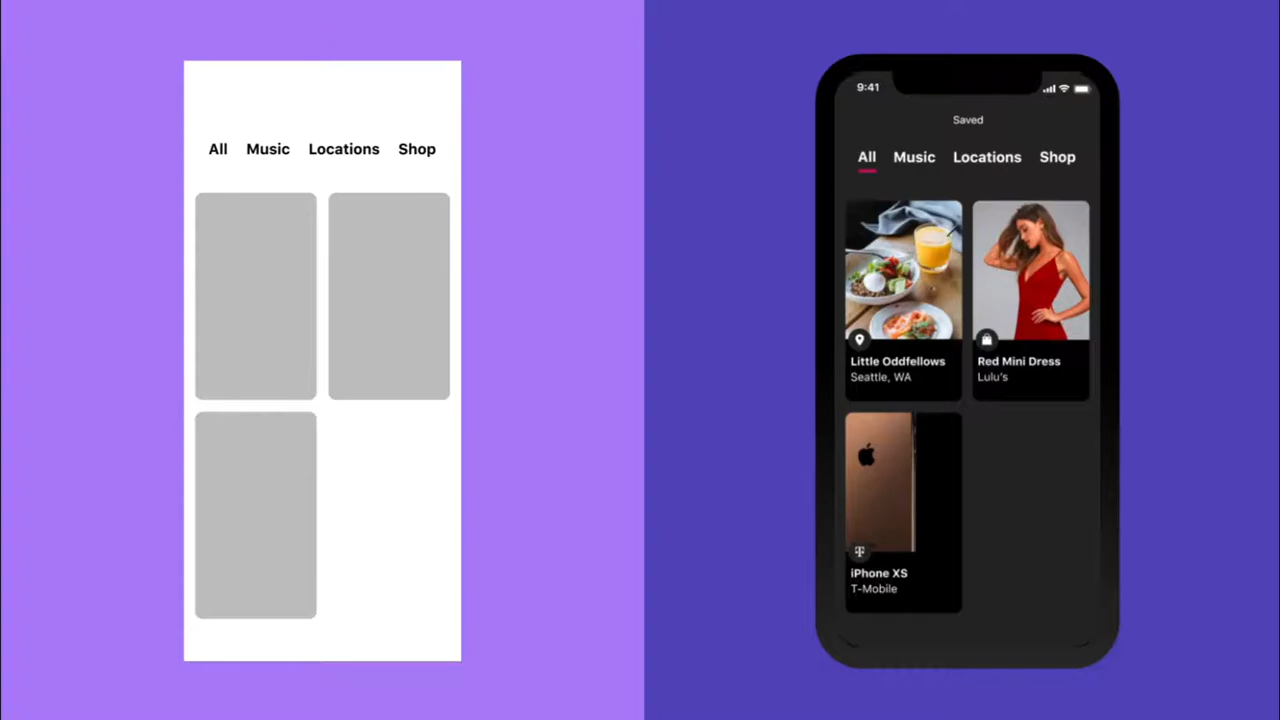 All Music Locations Shop
9:41
Saved
All Music Locations Shop
Little Oddfellows
Seattle, WA
Red Mini Dress
Lulu's
iPhone XS
T-Mobile